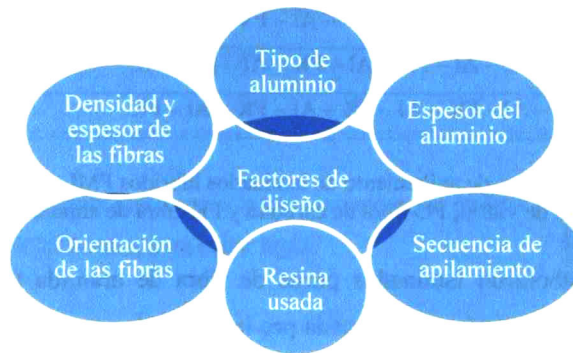 Tipo de
aluminio
Densidad y
espesor de
las fibras
Espesor del
aluminio
Factores de
diseño
Orientación
de las fibras
Secuencia de
apilamiento
Resina
usada